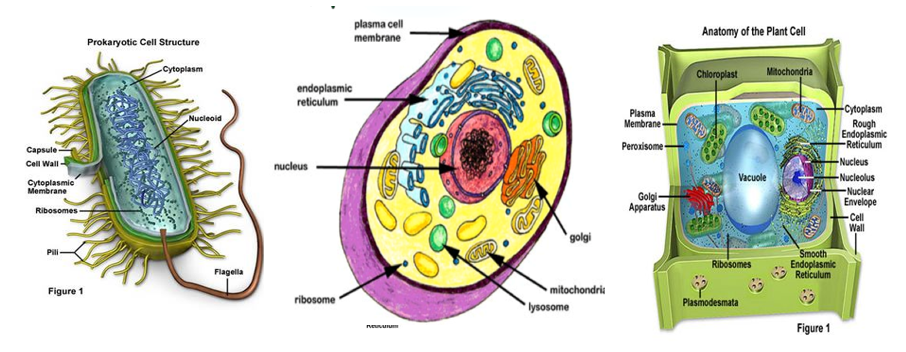 Prokaryotic Cell Structure
Cytoplasm
Nucleoid
Capsule
Cell Wall
Cytoplasmic
Membrane
Ribosomes
Pili
Flagella
Figure 1
plasma cell
membrane
endoplasmic
reticulum
nucleus
golgi
mitochondria
ribosome
lysosome
Reticulum
Anatomy of the Plant Cell
Chloroplast
Mitochondria
Plasma
Membrane
Cytoplasm
Rough
Endoplasmic
Reticulum
Peroxisome
Nucleus
Vacuole
Nucleolus
Nuclear
Envelope
Golgi
Apparatus
Cell
Wall
Ribosomes
Smooth
Endoplasmic
Reticulum
Plasmodesmata
Figure 1